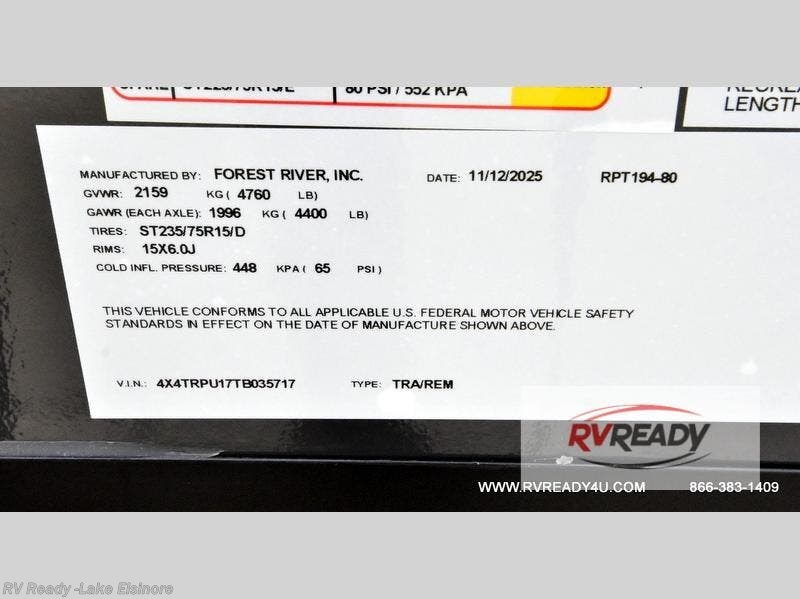 SPARE ST225/75R15/E 80 PSI / 552 KPA
LENGTH
MANUFACTURED BY: FOREST RIVER, INC. DATE: 11/12/2025 RPT194-80
GVWR: 2159 KG ( 4760 LB)
GAWR (EACH AXLE): 1996 KG ( 4400 LB)
TIRES: ST235/75R15/D
RIMS: 15X6.0J
COLD INFL. PRESSURE: 448 KPA ( 65 PSI )
THIS VEHICLE CONFORMS TO ALL APPLICABLE U.S. FEDERAL MOTOR VEHICLE SAFETY
STANDARDS IN EFFECT ON THE DATE OF MANUFACTURE SHOWN ABOVE.
V.I.N.: 4X4TRPU17TB035717 TYPE: TRA/REM
RVREADY
WWW.RVREADY4U.COM 866-383-1409
RV Ready -Lake Elsinore